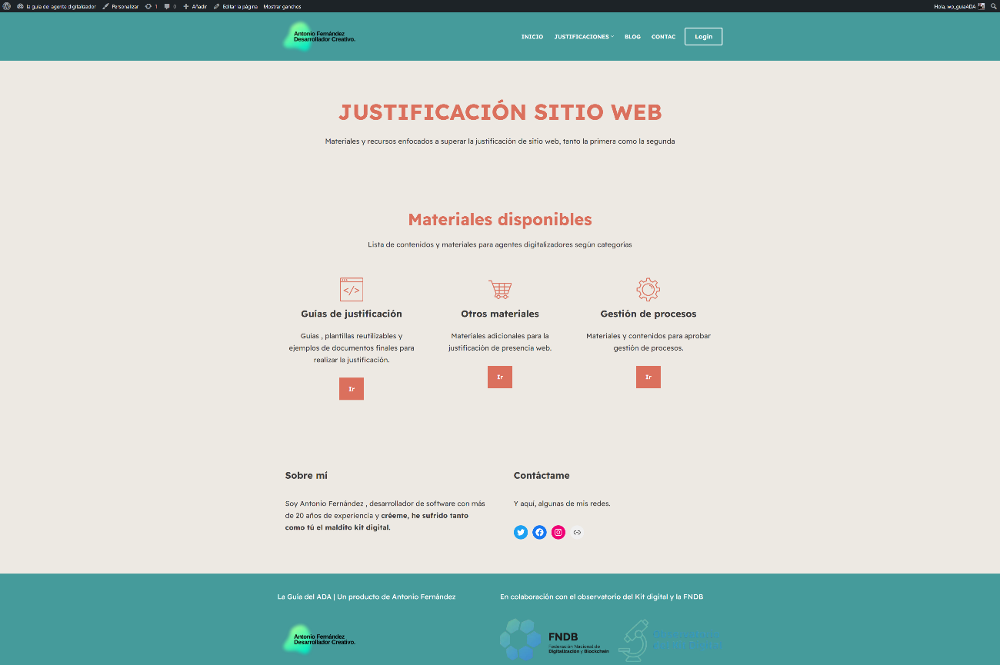 la guía del agente digitalizador Personalizar 1 0 Añadir Editar la página Mostrar ganchos Hola, wp_guiaADA
Antonio Fernández
Desarrollador Creativo.
INICIO JUSTIFICACIONES BLOG CONTAC Login
JUSTIFICACIÓN SITIO WEB
Materiales y recursos enfocados a superar la justificación de sitio web, tanto la primera como la segunda
Materiales disponibles
Lista de contenidos y materiales para agentes digitalizadores según categorias
</>
Guías de justificación
Guías , plantillas reutilizables y
ejemplos de documentos finales para
realizar la justificación.
Ir
Otros materiales
Materiales adicionales para la
justificación de presencia web.
Ir
Gestión de procesos
Materiales y contenidos para aprobar
gestión de procesos.
Ir
Sobre mí
Soy Antonio Fernández , desarrollador de software con más
de 20 años de experiencia y créeme, he sufrido tanto
como tú el maldito kit digital.
Contáctame
Y aquí, algunas de mis redes.
La Guia del ADA | Un producto de Antonio Fernández
En colaboración con el observatorio del Kit digital y la FNDB
Antonio Fernández
Desarrollador Creativo.
FNDB
Federación Nacional de
Digitalización y Blockchain